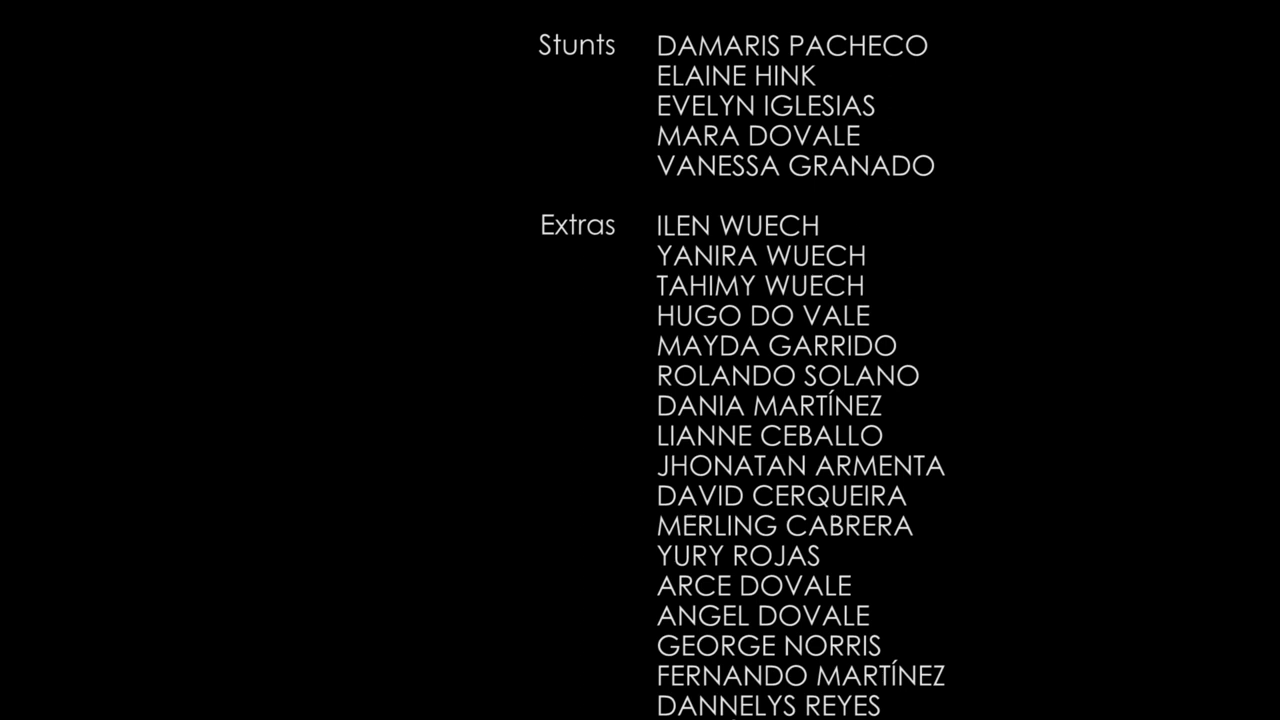 Stunts DAMARIS PACHECO
ELAINE HINK
EVELYN IGLESIAS
MARA DOVALE
VANESSA GRANADO
Extras ILEN WUECH
YANIRA WUECH
TAHIMY WUECH
HUGO DO VALE
MAYDA GARRIDO
ROLANDO SOLANO
DANIA MARTÍNEZ
LIANNE CEBALLO
JHONATAN ARMENTA
DAVID CERQUEIRA
MERLING CABRERA
YURY ROJAS
ARCE DOVALE
ANGEL DOVALE
GEORGE NORRIS
FERNANDO MARTÍNEZ
DANNELYS REYES